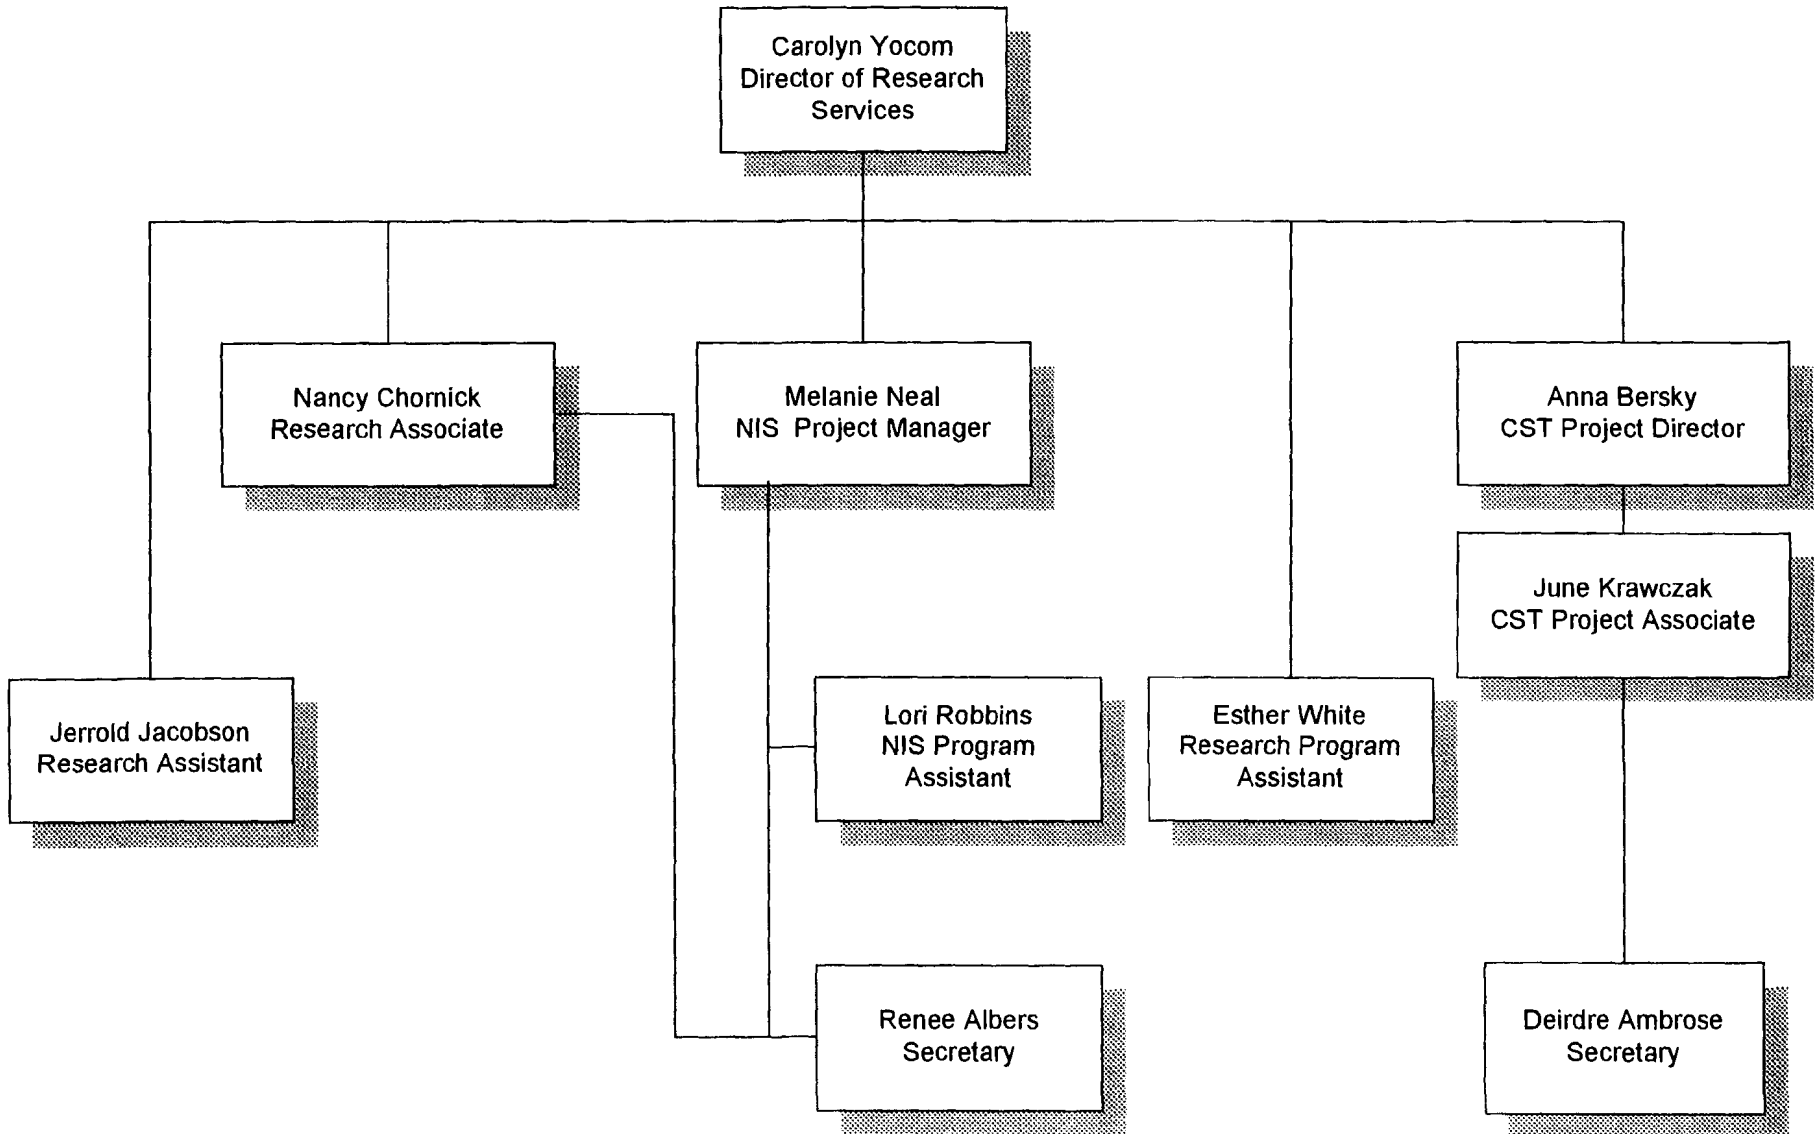 Carolyn Yocom
Director of Research
Services
Nancy Chornick
Research Associate
Melanie Neal
NIS Project Manager
Anna Bersky
CST Project Director
June Krawczak
CST Project Associate
Jerrold Jacobson
Research Assistant
Lori Robbins
NIS Program
Assistant
Esther White
Research Program
Assistant
Renee Albers
Secretary
Deirdre Ambrose
Secretary